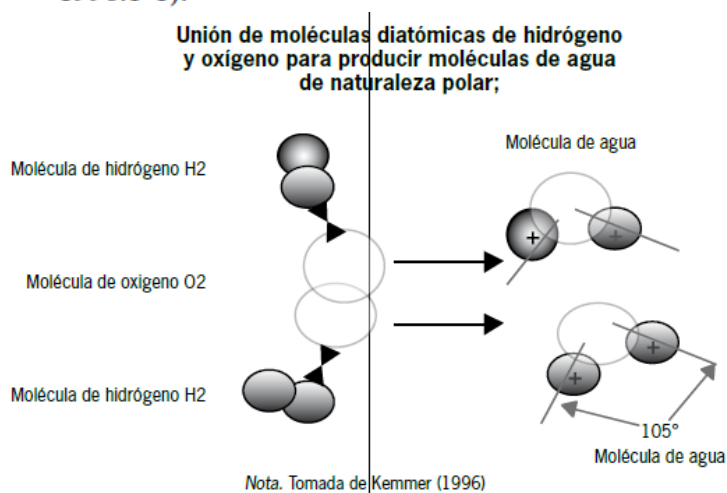 Unión de moléculas diatómicas de hidrógeno
y oxígeno para producir moléculas de agua
de naturaleza polar;
Molécula de agua
Molécula de hidrógeno H2
+ +
Molécula de oxigeno O2
Molécula de hidrógeno H2
+ +
105°
Molécula de agua
Nota. Tomada de Kemmer (1996)